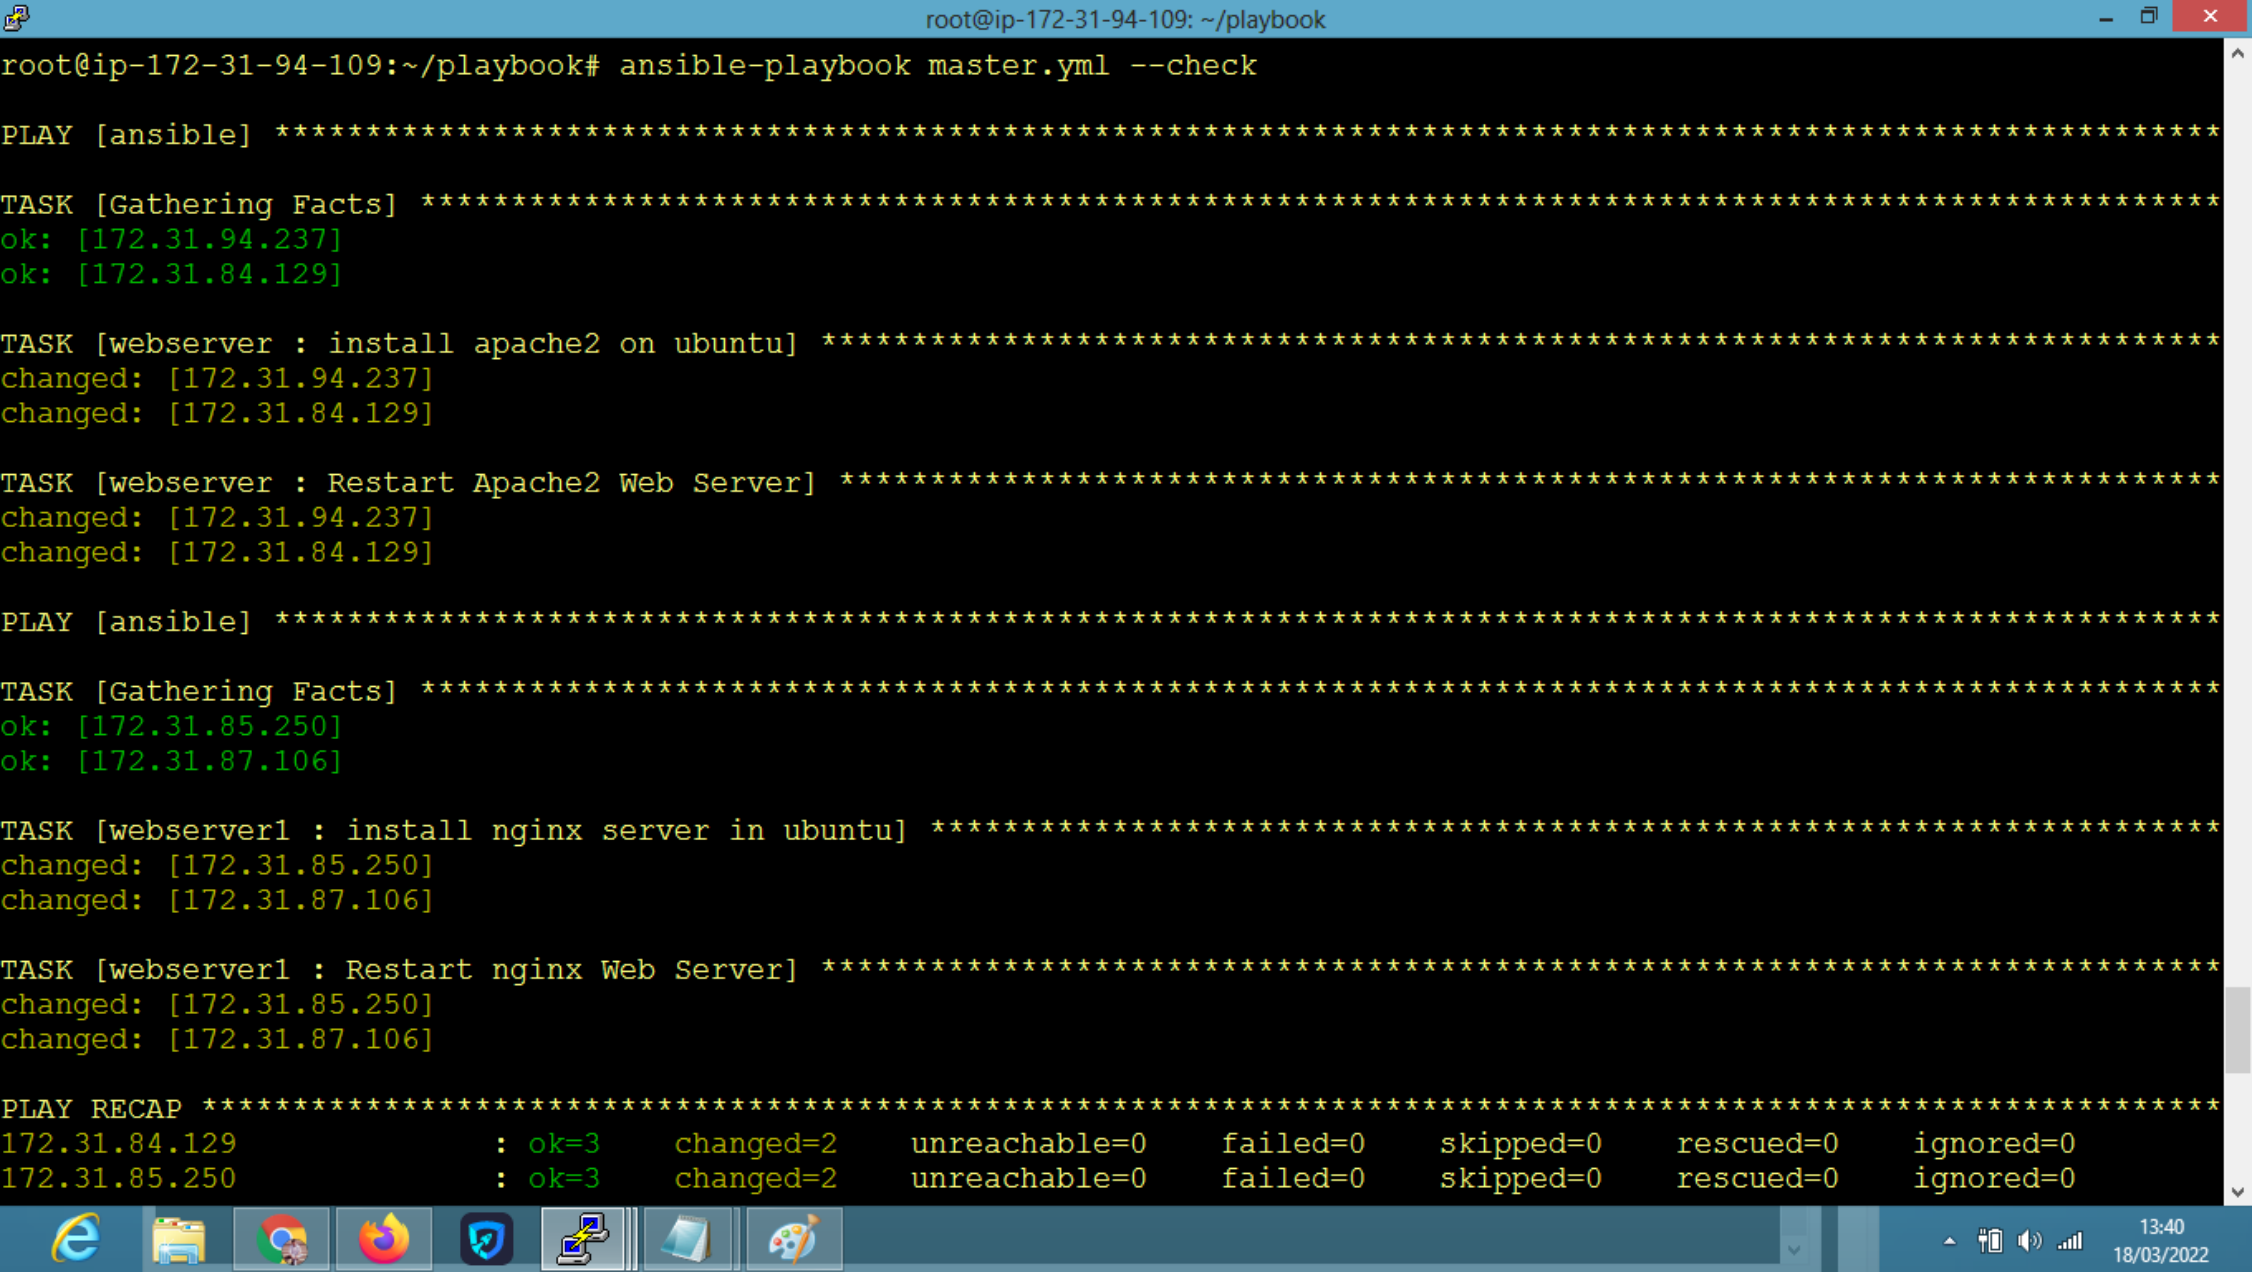 root@ip-172-31-94-109: ~/playbook
root@ip-172-31-94-109:~/playbook# ansible-playbook master.yml --check
PLAY [ansible] ***********************************************************************************************************
TASK [Gathering Facts] ***************************************************************************************************
ok: [172.31.94.237]
ok: [172.31.84.129]
TASK [webserver : install apache2 on ubuntu] *****************************************************************************
changed: [172.31.94.237]
changed: [172.31.84.129]
TASK [webserver : Restart Apache2 Web Server] ****************************************************************************
changed: [172.31.94.237]
changed: [172.31.84.129]
PLAY [ansible] ***********************************************************************************************************
TASK [Gathering Facts] ***************************************************************************************************
ok: [172.31.85.250]
ok: [172.31.87.106]
TASK [webserver1 : install nginx server in ubuntu] ***********************************************************************
changed: [172.31.85.250]
changed: [172.31.87.106]
TASK [webserver1 : Restart nginx Web Server] *****************************************************************************
changed: [172.31.85.250]
changed: [172.31.87.106]
PLAY RECAP ***************************************************************************************************************
172.31.84.129 : ok=3 changed=2 unreachable=0 failed=0 skipped=0 rescued=0 ignored=0
172.31.85.250 : ok=3 changed=2 unreachable=0 failed=0 skipped=0 rescued=0 ignored=0
13:40
18/03/2022